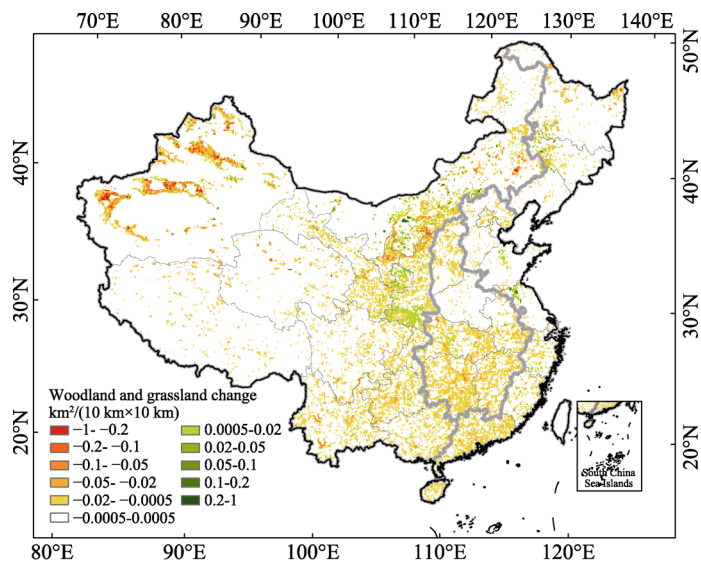 70°E 80°E 90°E 100°E 110°E 120°E 130°E 140°E
50°N
40°N 40°N
30°N 30°N
20°N 20°N
Woodland and grassland change
km²/(10 km×10 km)
−1- −0.2 0.0005-0.02
−0.2- −0.1 0.02-0.05
−0.1- −0.05 0.05-0.1
−0.05- −0.02 0.1-0.2
−0.02- −0.0005 0.2-1
−0.0005-0.0005
South China
Sea Islands
80°E 90°E 100°E 110°E 120°E